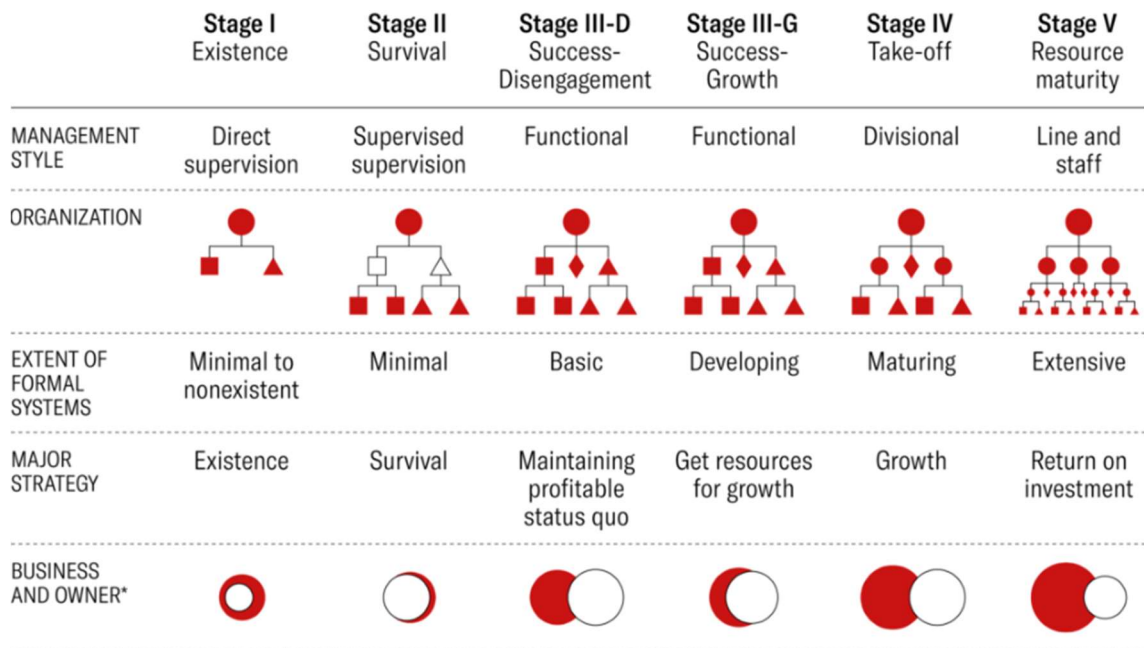 Stage I Stage II Stage III-D Stage III-G Stage IV Stage V
Existence Survival Success- Success- Take-off Resource
Disengagement Growth maturity
MANAGEMENT Direct Supervised Functional Functional Divisional Line and
STYLE supervision supervision staff
ORGANIZATION
EXTENT OF Minimal to Minimal Basic Developing Maturing Extensive
FORMAL nonexistent
SYSTEMS
MAJOR Existence Survival Maintaining Get resources Growth Return on
STRATEGY profitable for growth investment
status quo
BUSINESS
AND OWNER*